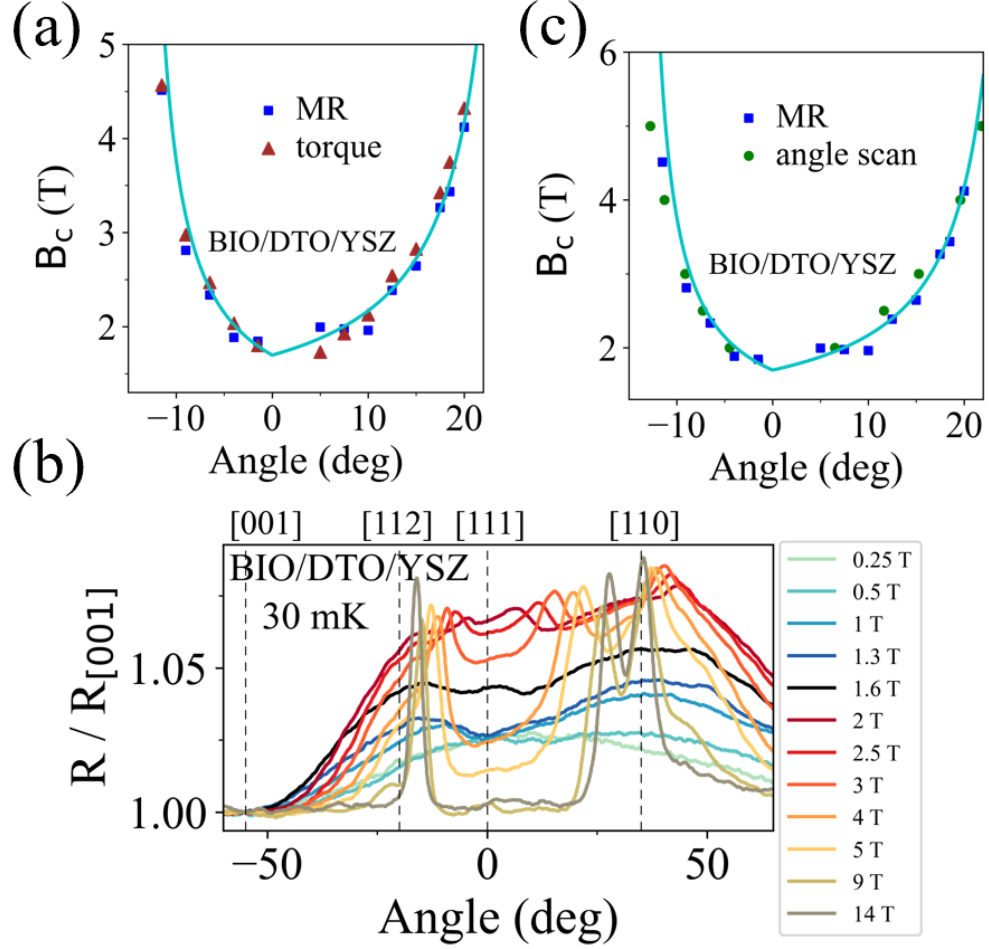 (a)
5
4
3
2
B_c (T)
MR
torque
BIO/DTO/YSZ
−10 0 10 20
Angle (deg)
(c)
6
4
2
B_c (T)
MR
angle scan
BIO/DTO/YSZ
−10 0 10 20
Angle (deg)
(b)
[001] [112] [111] [110]
BIO/DTO/YSZ
30 mK
R / R_[001]
1.05
1.00
−50 0 50
Angle (deg)
0.25 T
0.5 T
1 T
1.3 T
1.6 T
2 T
2.5 T
3 T
4 T
5 T
9 T
14 T